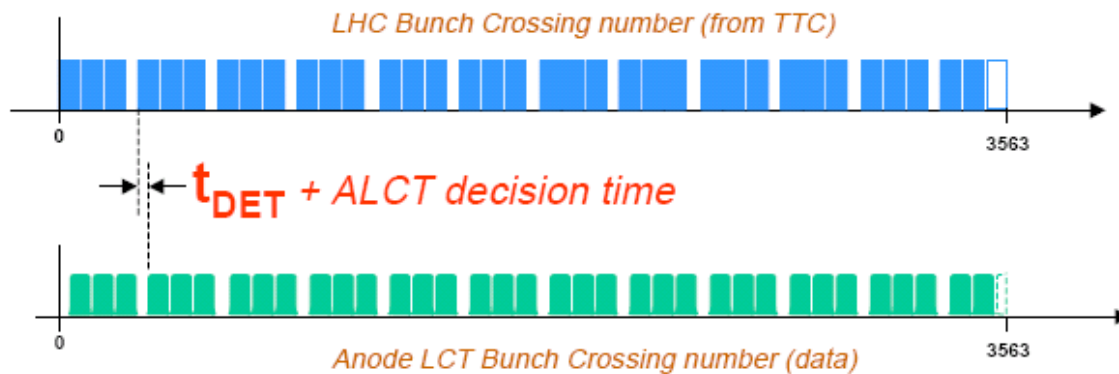 LHC Bunch Crossing number (from TTC)
0
3563
tDET + ALCT decision time
0
3563
Anode LCT Bunch Crossing number (data)